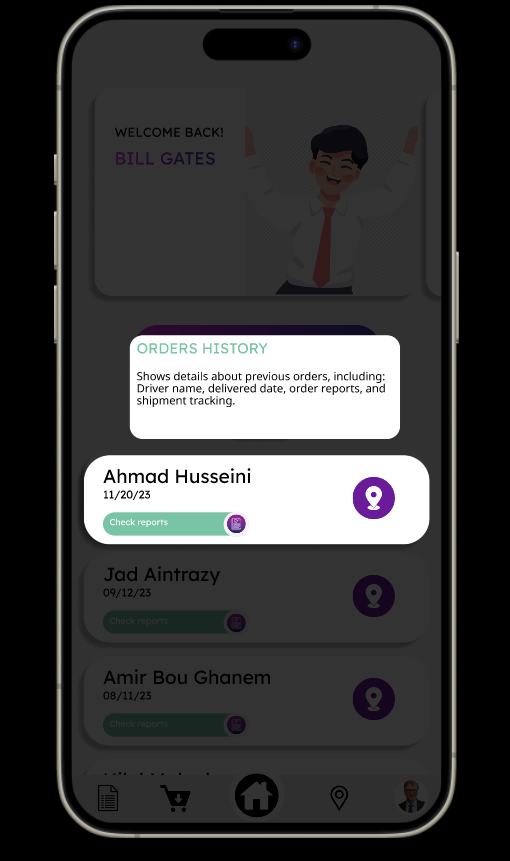 WELCOME BACK!
BILL GATES
ORDERS HISTORY
Shows details about previous orders, including:
Driver name, delivered date, order reports, and
shipment tracking.
Ahmad Husseini
11/20/23
Check reports
Jad Aintrazy
09/12/23
Check reports
Amir Bou Ghanem
08/11/23
Check reports